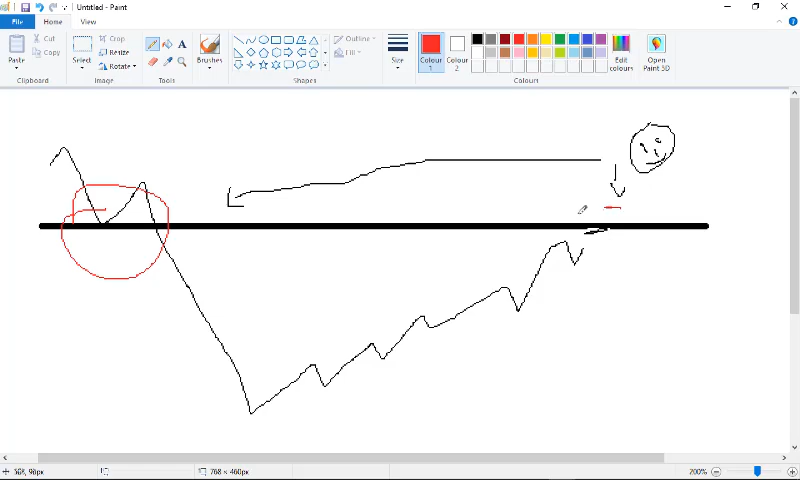 Untitled - Paint
File Home View
Cut
Copy
Paste
Clipboard
Crop
Resize
Rotate
Select
Image
Tools
Brushes
Outline
Fill
Shapes
Size
Colour 1
Colour 2
Edit colours
Open Paint 3D
Colours
768 × 460px
200%